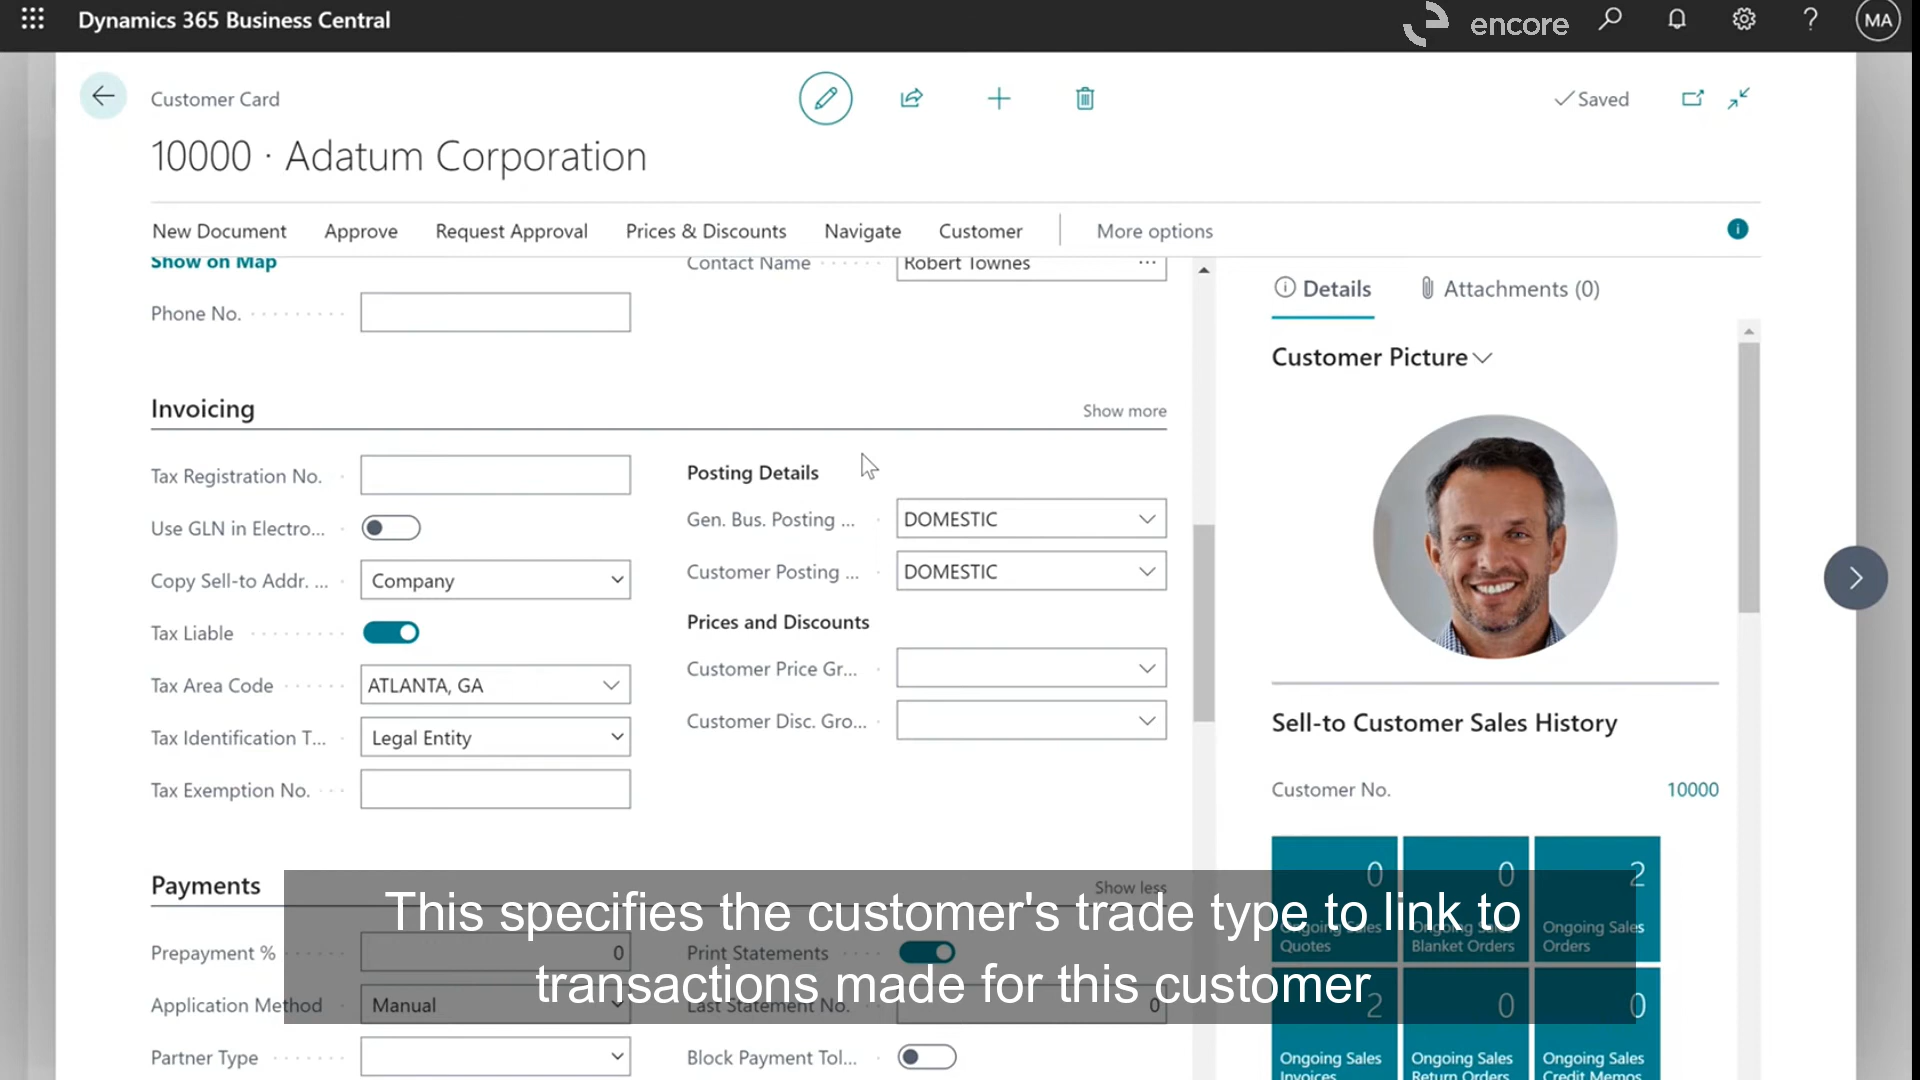 Dynamics 365 Business Central
encore
MA
Customer Card
Saved
10000 · Adatum Corporation
New Document
Approve
Request Approval
Prices & Discounts
Navigate
Customer
More options
Show on Map
Contact Name
Robert Townes
Phone No.
Invoicing
Show more
Tax Registration No.
Use GLN in Electro...
Copy Sell-to Addr. ...
Company
Tax Liable
Tax Area Code
ATLANTA, GA
Tax Identification T...
Legal Entity
Tax Exemption No.
Posting Details
Gen. Bus. Posting ...
DOMESTIC
Customer Posting ...
DOMESTIC
Prices and Discounts
Customer Price Gr...
Customer Disc. Gro...
Payments
Show less
Prepayment %
0
Application Method
Manual
Partner Type
Print Statements
Last Statement No.
0
Block Payment Tol...
Details
Attachments (0)
Customer Picture
Sell-to Customer Sales History
Customer No.
10000
0
Ongoing Sales
Quotes
0
Ongoing Sales
Blanket Orders
2
Ongoing Sales
Orders
2
Ongoing Sales
Invoices
0
Ongoing Sales
Return Orders
0
Ongoing Sales
Credit Memos
This specifies the customer's trade type to link to
transactions made for this customer